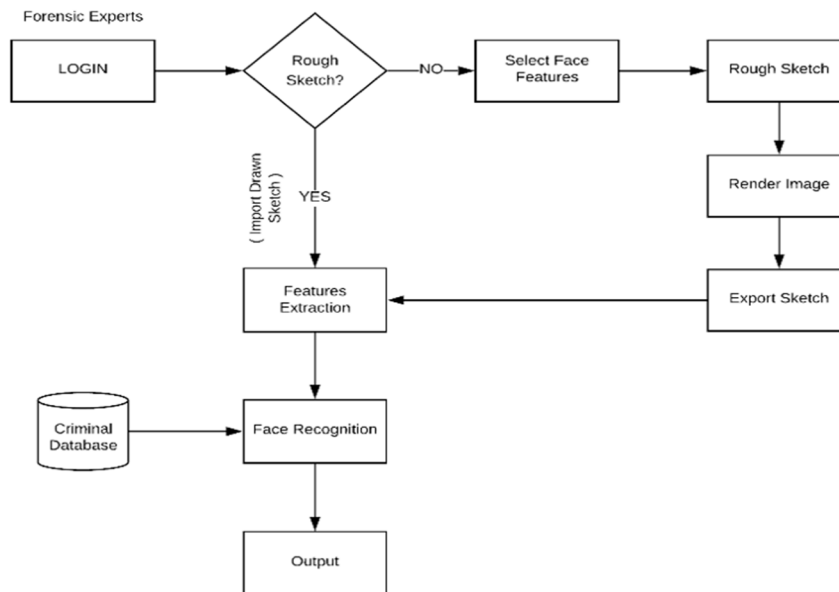 Forensic Experts
LOGIN
Rough
Sketch?
NO
Select Face
Features
Rough Sketch
( Import Drawn
Sketch )
YES
Render Image
Features
Extraction
Export Sketch
Criminal
Database
Face Recognition
Output